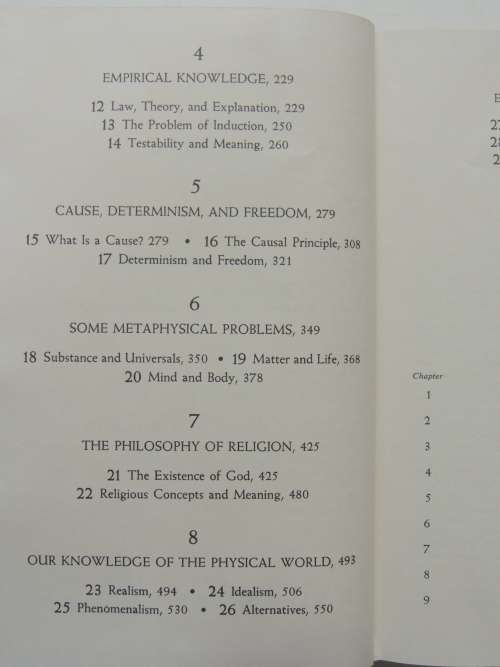 4
EMPIRICAL KNOWLEDGE, 229
12 Law, Theory, and Explanation, 229
13 The Problem of Induction, 250
14 Testability and Meaning, 260
5
CAUSE, DETERMINISM, AND FREEDOM, 279
15 What Is a Cause? 279 • 16 The Causal Principle, 308
17 Determinism and Freedom, 321
6
SOME METAPHYSICAL PROBLEMS, 349
18 Substance and Universals, 350 • 19 Matter and Life, 368
20 Mind and Body, 378
7
THE PHILOSOPHY OF RELIGION, 425
21 The Existence of God, 425
22 Religious Concepts and Meaning, 480
8
OUR KNOWLEDGE OF THE PHYSICAL WORLD, 493
23 Realism, 494 • 24 Idealism, 506
25 Phenomenalism, 530 • 26 Alternatives, 550
E
27
28
2
Chapter
1
2
3
4
5
6
7
8
9